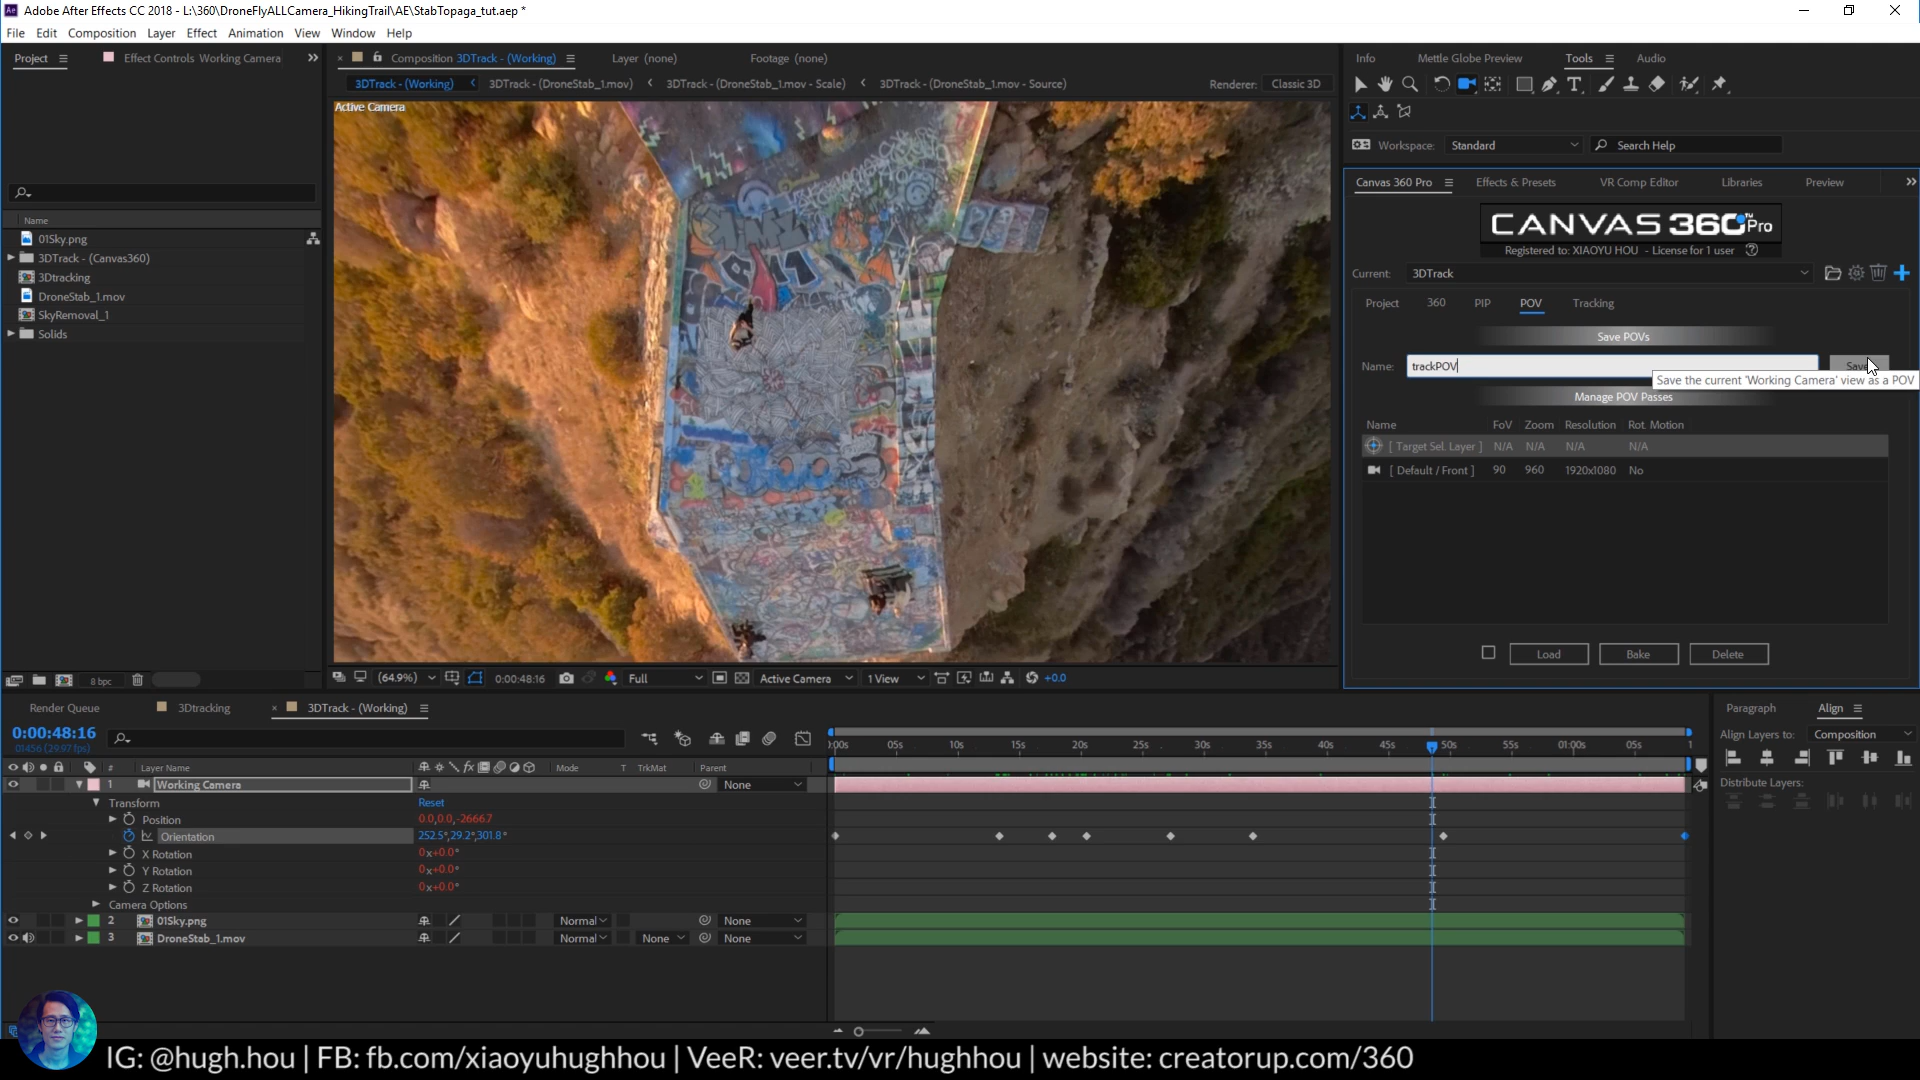 Adobe After Effects CC 2018 - L:\360\DroneFlyALLCamera_HikingTrail\AE\StabTopaga_tut.aep *
File Edit Composition Layer Effect Animation View Window Help
Project Effect Controls Working Camera
Composition 3DTrack - (Working) Layer (none) Footage (none)
3DTrack - (Working) 3DTrack - (DroneStab_1.mov) 3DTrack - (DroneStab_1.mov - Scale) 3DTrack - (DroneStab_1.mov - Source) Renderer: Classic 3D
Active Camera
Name
01Sky.png
3DTrack - (Canvas360)
3Dtracking
DroneStab_1.mov
SkyRemoval_1
Solids
8 bpc
(64.9%) 0:00:48:16 Full Active Camera 1 View +0.0
Info Mettle Globe Preview Tools Audio
Workspace: Standard Search Help
Canvas 360 Pro Effects & Presets VR Comp Editor Libraries Preview
CANVAS 360 Pro TM
Registered to: XIAOYU HOU - License for 1 user
Current: 3DTrack
Project 360 PIP POV Tracking
Save POVs
Name: trackPOV Save
Save the current 'Working Camera' view as a POV
Manage POV Passes
Name FoV Zoom Resolution Rot. Motion
[ Target Sel. Layer ] N/A N/A N/A N/A
[ Default / Front ] 90 960 1920x1080 No
Load Bake Delete
Render Queue 3Dtracking 3DTrack - (Working)
0:00:48:16
01456 (29.97 fps)
:00s 05s 10s 15s 20s 25s 30s 35s 40s 45s 50s 55s 01:00s 05s 1
# Layer Name Mode T TrkMat Parent
1 Working Camera None
Transform Reset
Position 0.0,0.0,-2666.7
Orientation 252.5°,29.2°,301.8°
X Rotation 0x+0.0°
Y Rotation 0x+0.0°
Z Rotation 0x+0.0°
Camera Options
2 01Sky.png Normal None
3 DroneStab_1.mov Normal None None
Paragraph Align
Align Layers to: Composition
Distribute Layers:
IG: @hugh.hou | FB: fb.com/xiaoyuhughhou | VeeR: veer.tv/vr/hughhou | website: creatorup.com/360